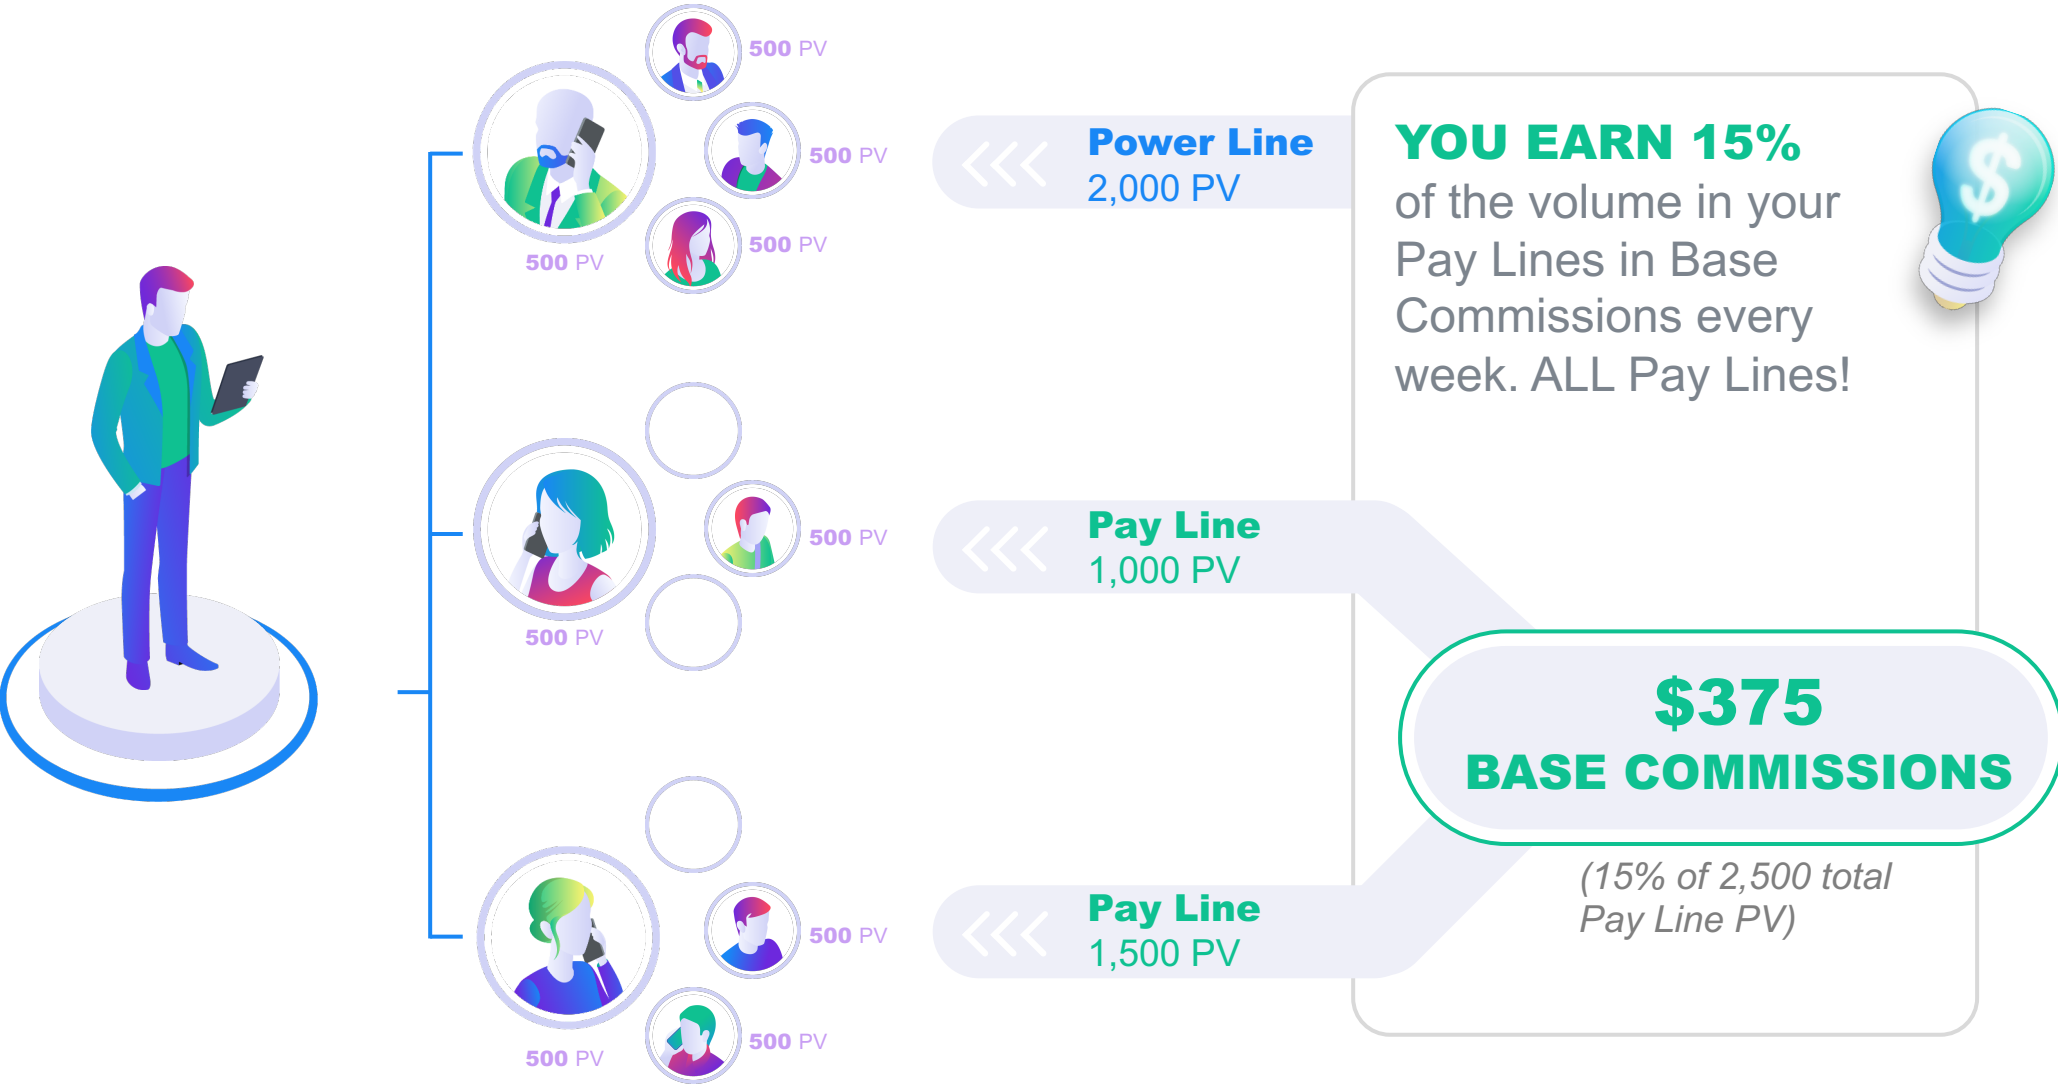 500 PV
500 PV
500 PV
500 PV
Power Line
2,000 PV
YOU EARN 15%
of the volume in your
Pay Lines in Base
Commissions every
week. ALL Pay Lines!
500 PV
500 PV
Pay Line
1,000 PV
$375
BASE COMMISSIONS
(15% of 2,500 total
Pay Line PV)
500 PV
500 PV
500 PV
Pay Line
1,500 PV
$